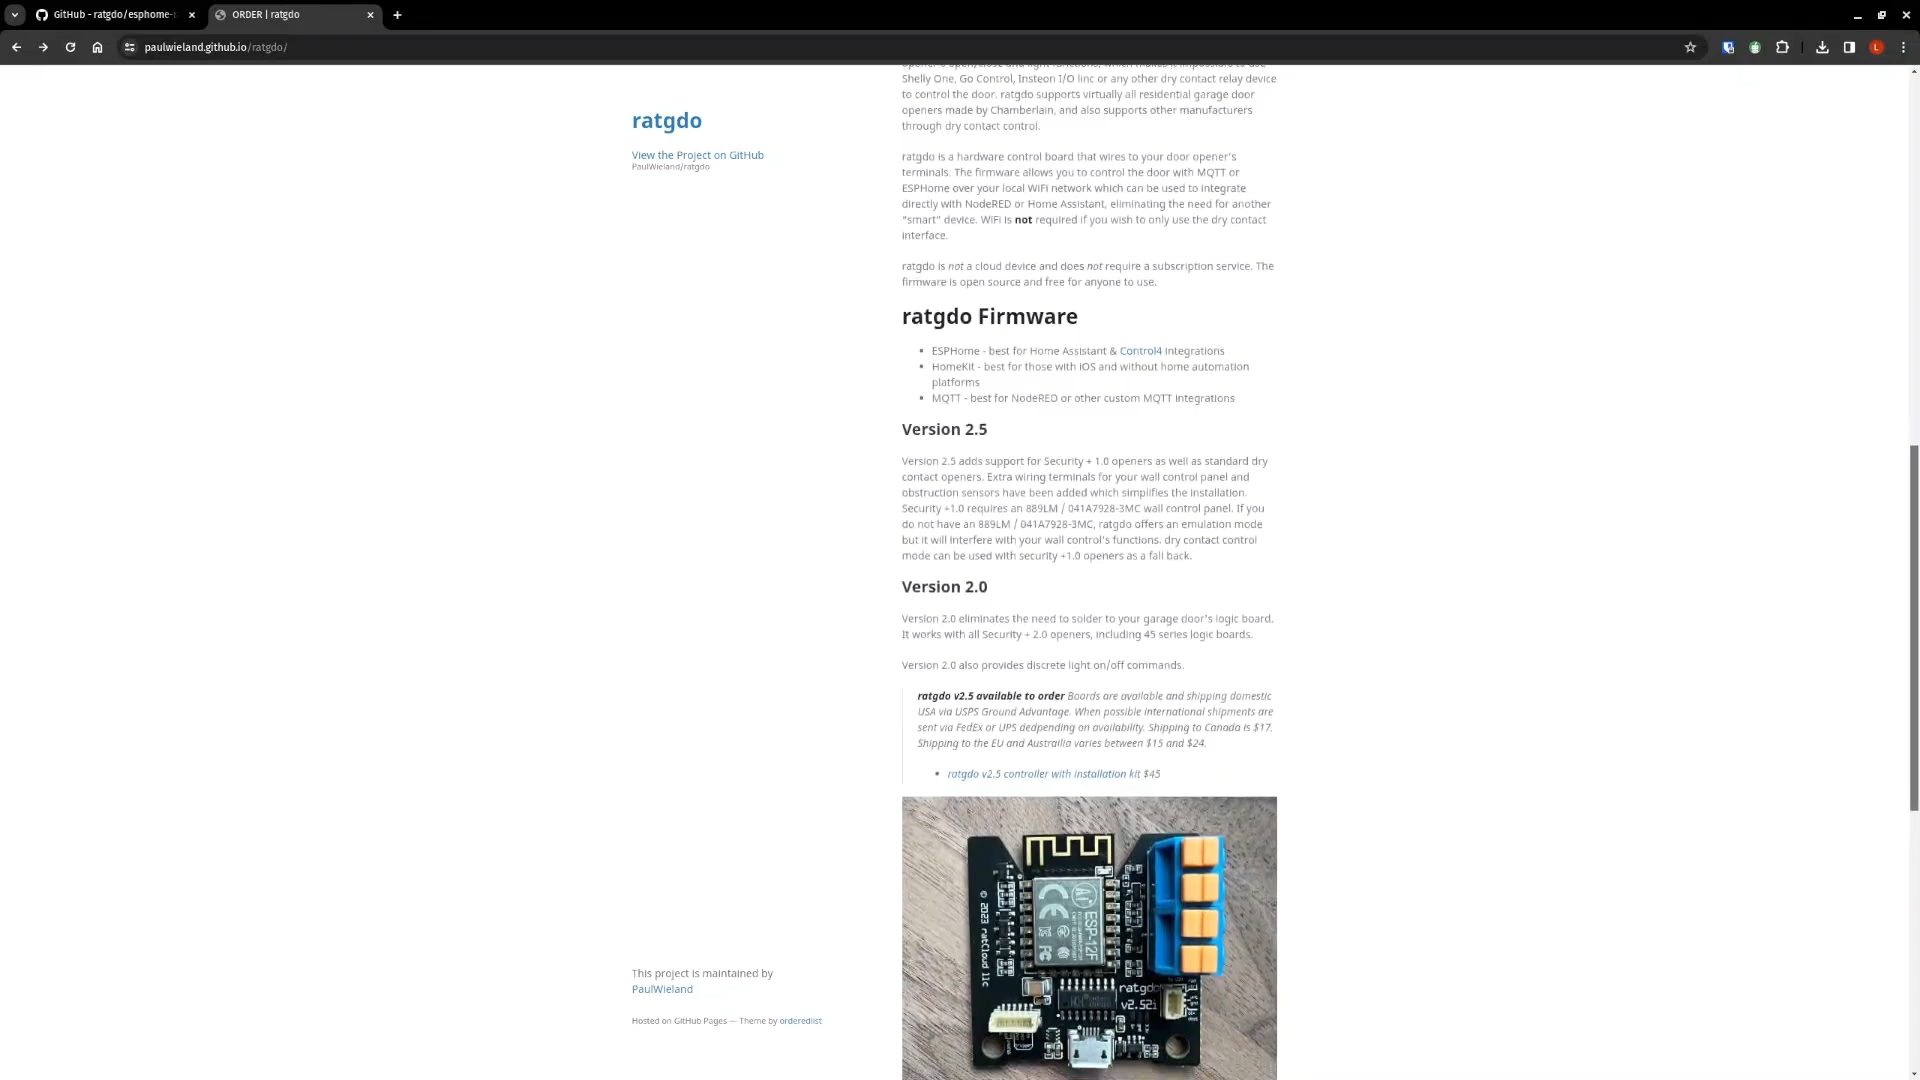 GitHub - ratgdo/esphome-
ORDER | ratgdo
paulwieland.github.io/ratgdo/
L
ratgdo
View the Project on GitHub
PaulWieland/ratgdo
Shelly One, Go Control, Insteon I/O linc or any other dry contact relay device
to control the door. ratgdo supports virtually all residential garage door
openers made by Chamberlain, and also supports other manufacturers
through dry contact control.
ratgdo is a hardware control board that wires to your door opener's
terminals. The firmware allows you to control the door with MQTT or
ESPHome over your local WiFi network which can be used to integrate
directly with NodeRED or Home Assistant, eliminating the need for another
"smart" device. WiFi is not required if you wish to only use the dry contact
interface.
ratgdo is not a cloud device and does not require a subscription service. The
firmware is open source and free for anyone to use.
ratgdo Firmware
• ESPHome - best for Home Assistant & Control4 integrations
• HomeKit - best for those with iOS and without home automation
platforms
• MQTT - best for NodeRED or other custom MQTT integrations
Version 2.5
Version 2.5 adds support for Security + 1.0 openers as well as standard dry
contact openers. Extra wiring terminals for your wall control panel and
obstruction sensors have been added which simplifies the installation.
Security +1.0 requires an 889LM / 041A7928-3MC wall control panel. If you
do not have an 889LM / 041A7928-3MC, ratgdo offers an emulation mode
but it will interfere with your wall control's functions. dry contact control
mode can be used with security +1.0 openers as a fall back.
Version 2.0
Version 2.0 eliminates the need to solder to your garage door's logic board.
It works with all Security + 2.0 openers, including 45 series logic boards.
Version 2.0 also provides discrete light on/off commands.
ratgdo v2.5 available to order Boards are available and shipping domestic
USA via USPS Ground Advantage. When possible international shipments are
sent via FedEx or UPS dedpending on availability. Shipping to Canada is $17.
Shipping to the EU and Austrailia varies between $15 and $24.
• ratgdo v2.5 controller with installation kit $45
© 2023 ratCloud llc
ESP-12F
CE
FC
ratgdo
v2.52i
This project is maintained by
PaulWieland
Hosted on GitHub Pages — Theme by orderedlist